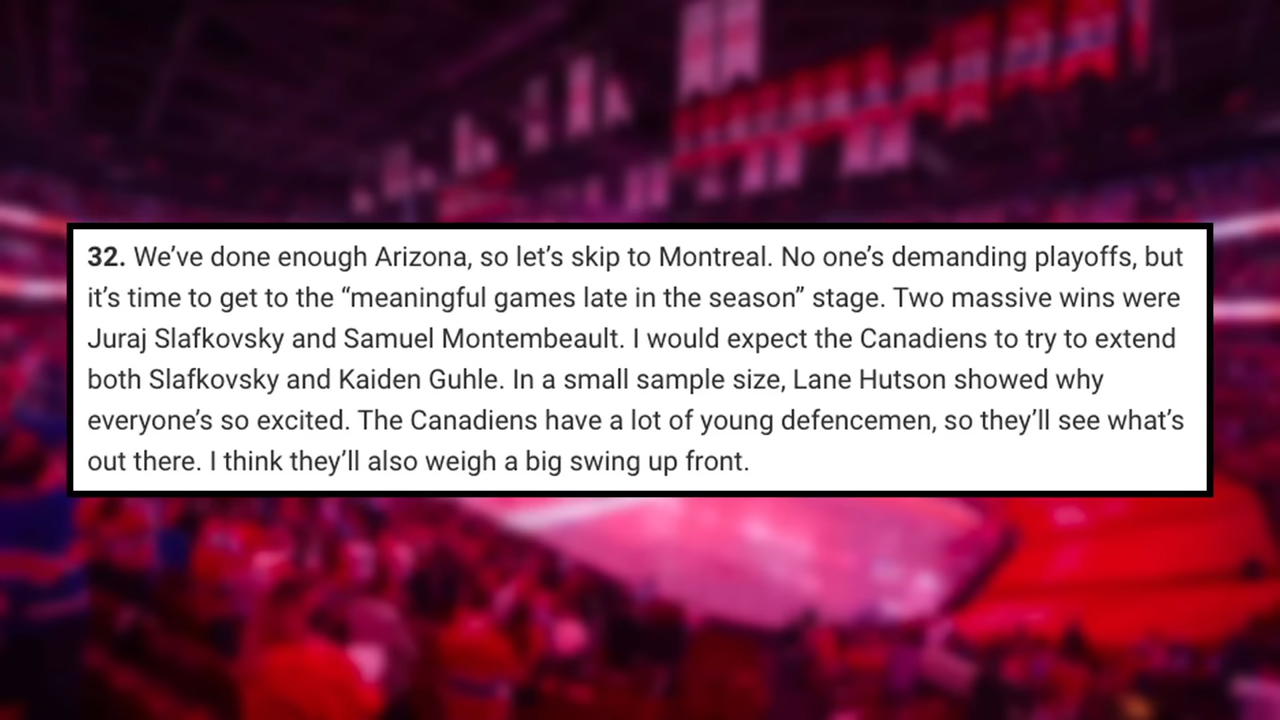 32. We’ve done enough Arizona, so let’s skip to Montreal. No one’s demanding playoffs, but
it’s time to get to the “meaningful games late in the season” stage. Two massive wins were
Juraj Slafkovsky and Samuel Montembeault. I would expect the Canadiens to try to extend
both Slafkovsky and Kaiden Guhle. In a small sample size, Lane Hutson showed why
everyone’s so excited. The Canadiens have a lot of young defencemen, so they’ll see what’s
out there. I think they’ll also weigh a big swing up front.